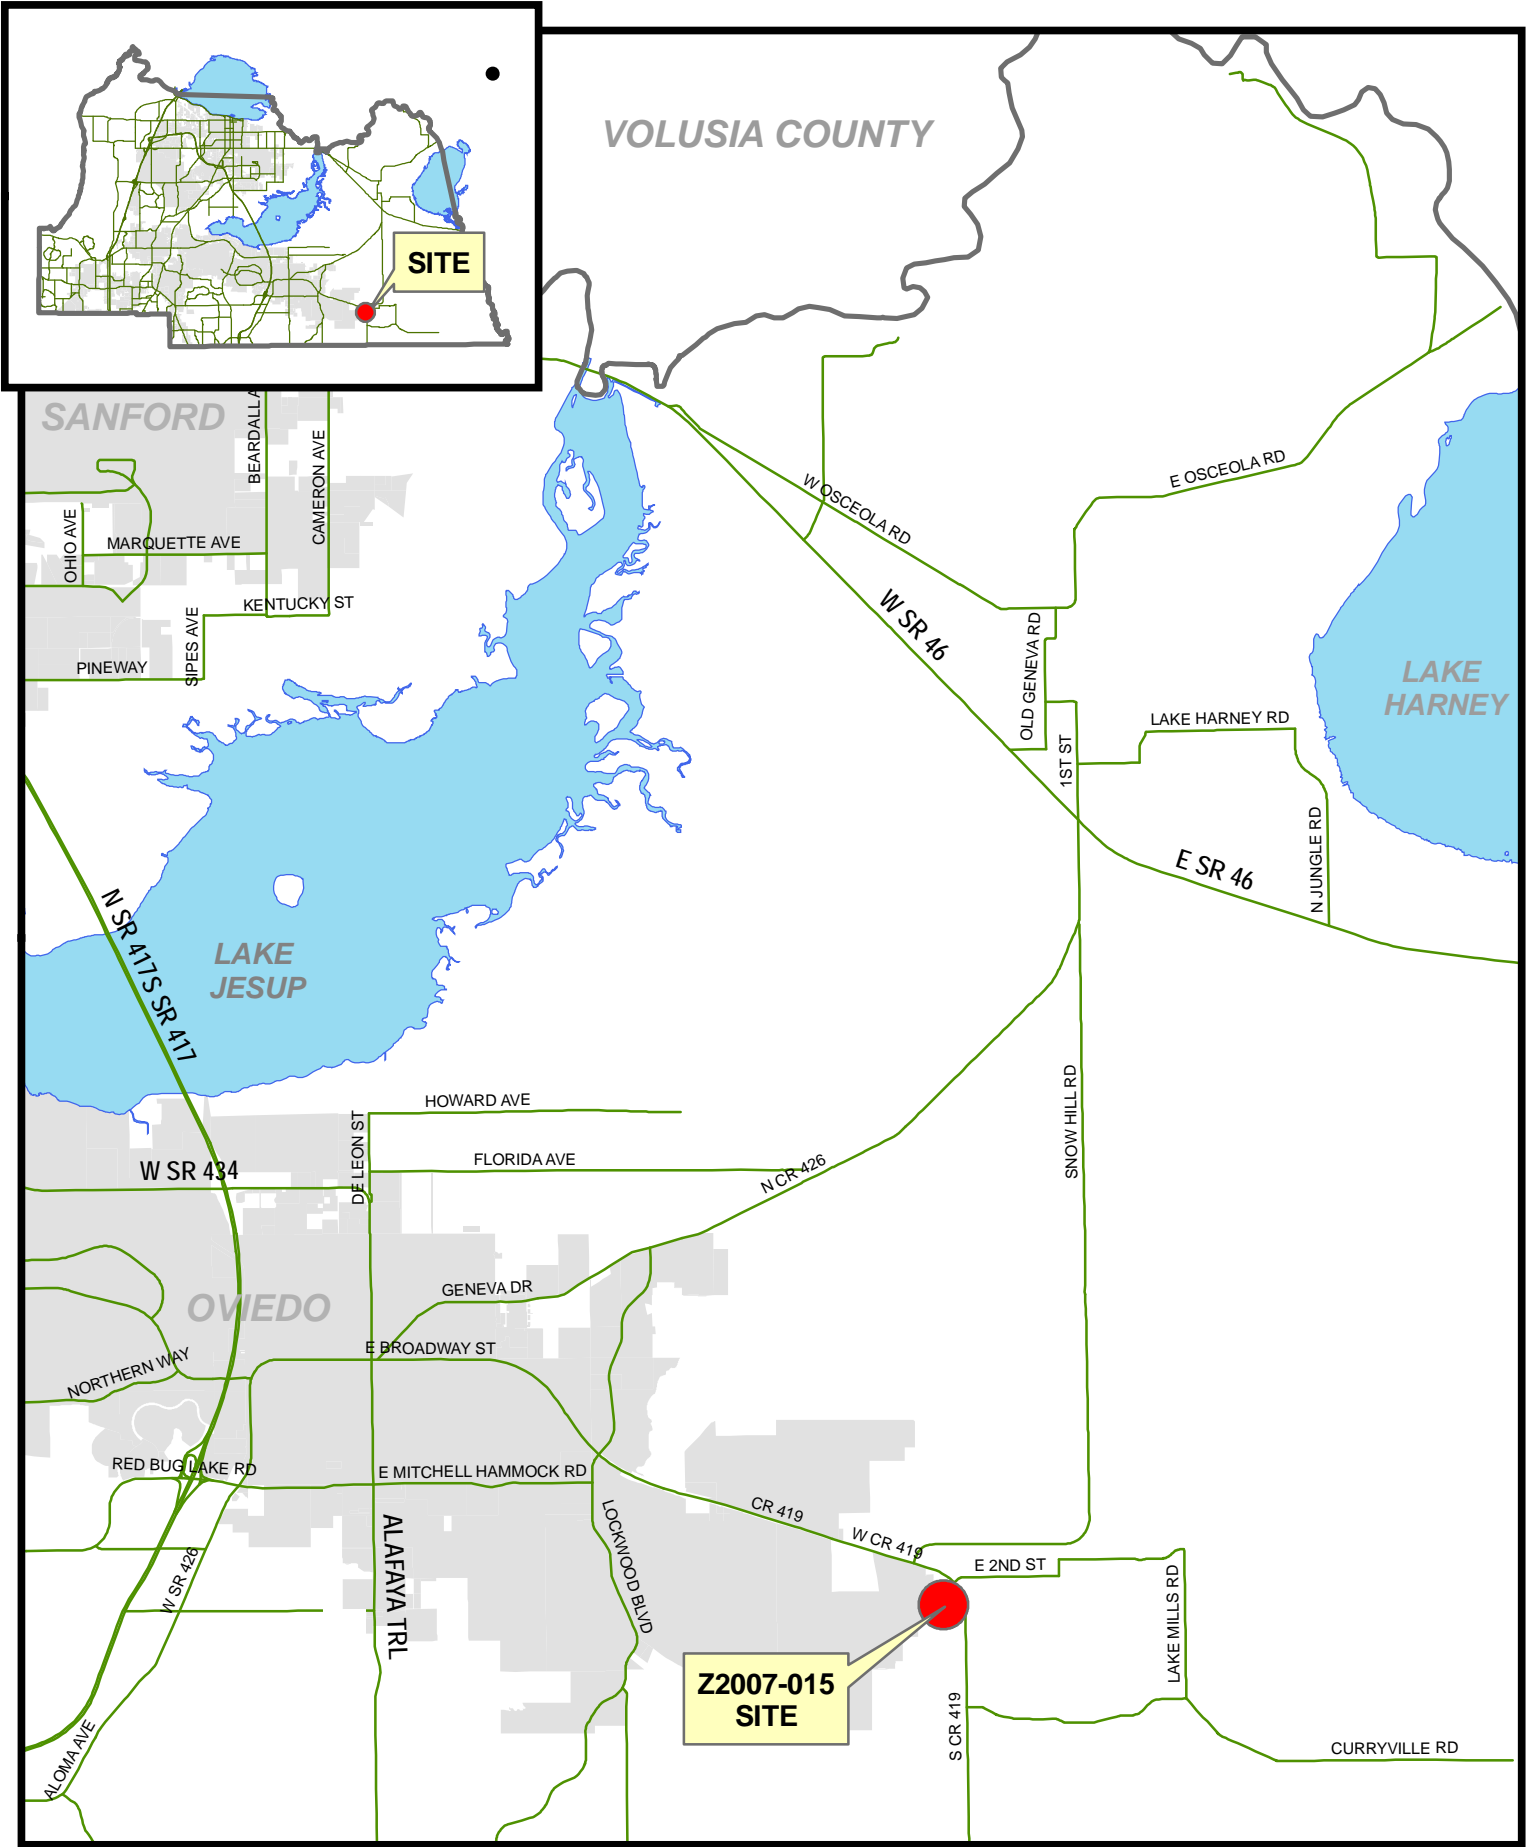 VOLUSIA COUNTY
SITE
SANFORD
BEARDALL A
CAMERON AVE
OHIO AVE
MARQUETTE AVE
KENTUCKY ST
SIPES AVE
PINEWAY
W OSCEOLA RD
E OSCEOLA RD
W SR 46
OLD GENEVA RD
LAKE
HARNEY
LAKE HARNEY RD
1ST ST
N JUNGLE RD
E SR 46
N SR 417
S SR 417
LAKE
JESUP
HOWARD AVE
DE LEON ST
FLORIDA AVE
W SR 434
N CR 426
SNOW HILL RD
GENEVA DR
OVIEDO
E BROADWAY ST
NORTHERN WAY
RED BUG LAKE RD
E MITCHELL HAMMOCK RD
CR 419
W CR 419
LOCKWOOD BLVD
ALAFAYA TRL
W SR 426
E 2ND ST
LAKE MILLS RD
Z2007-015
SITE
S CR 419
ALOMA AVE
CURRYVILLE RD